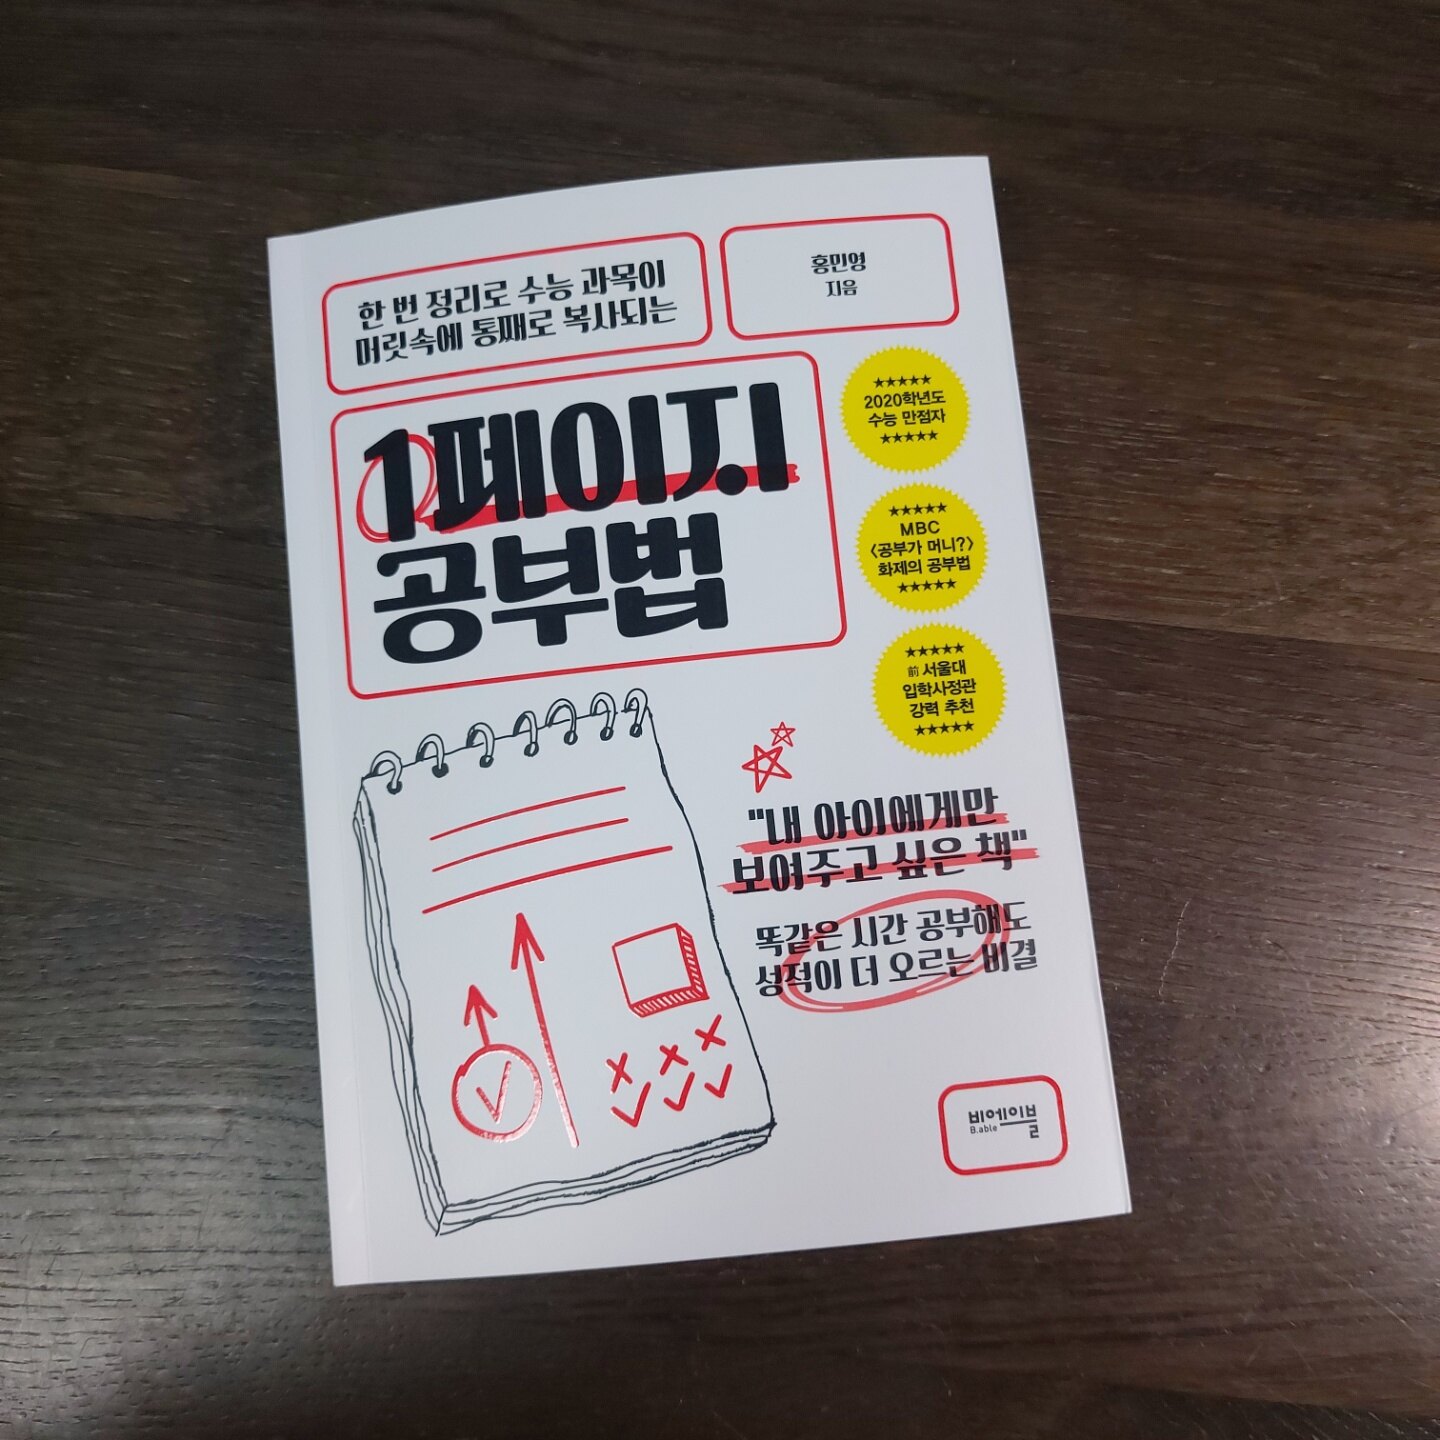 한 번 정리로 수능 과목이
머릿속에 통째로 복사되는
홍민영
지음
1페이지
공부법
★★★★★
2020학년도
수능 만점자
★★★★★
★★★★★
MBC
〈공부가 머니?〉
화제의 공부법
★★★★★
★★★★★
前 서울대
입학사정관
강력 추천
★★★★★
"내 아이에게만
보여주고 싶은 책"
똑같은 시간 공부해도
성적이 더 오르는 비결
비에이블
B.able